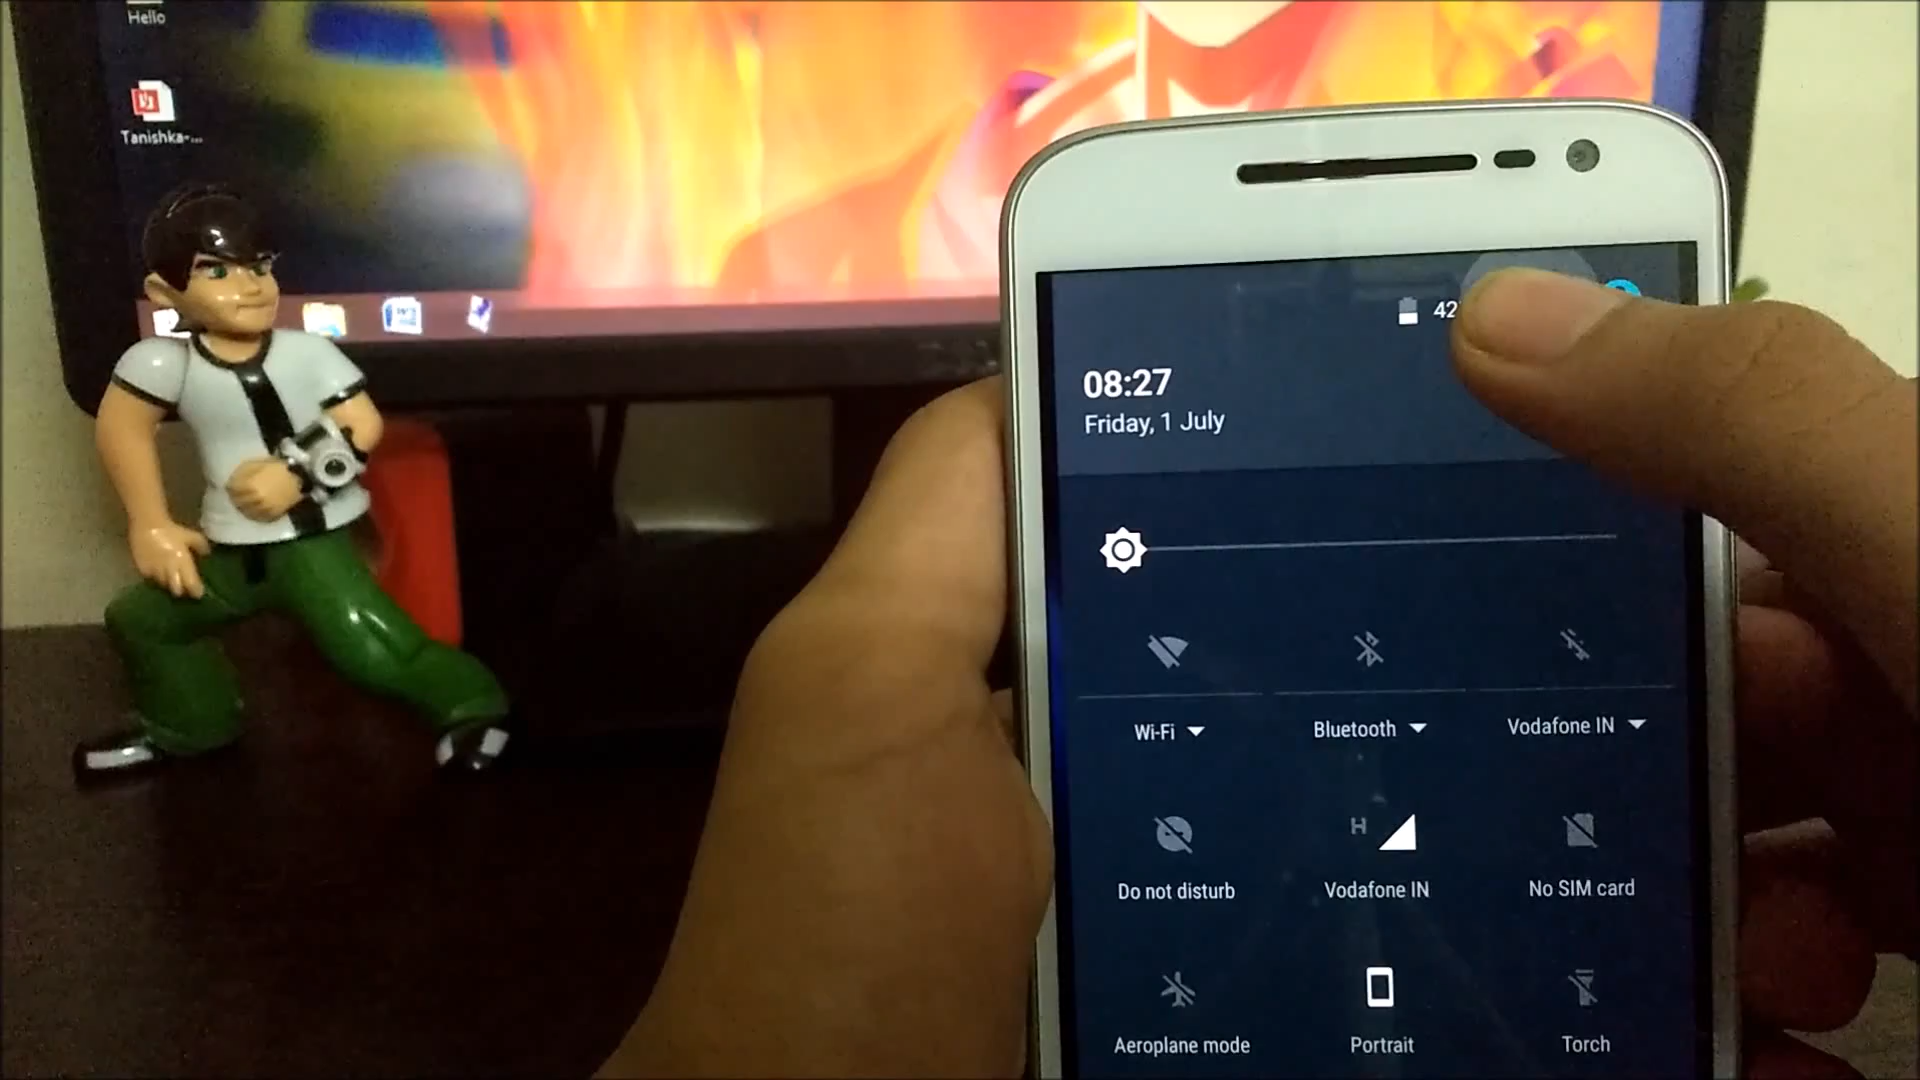 Hello
Tanishka-...
42
08:27
Friday, 1 July
Wi-Fi
Bluetooth
Vodafone IN
H
Do not disturb
Vodafone IN
No SIM card
Aeroplane mode
Portrait
Torch